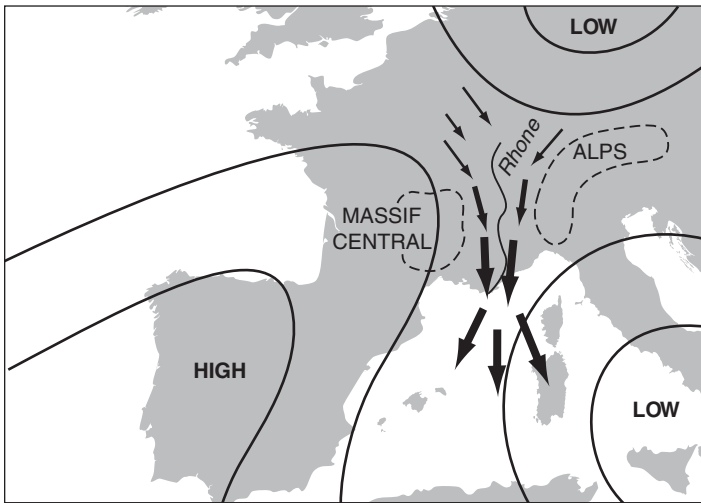 LOW
Rhone
ALPS
MASSIF
CENTRAL
HIGH
LOW